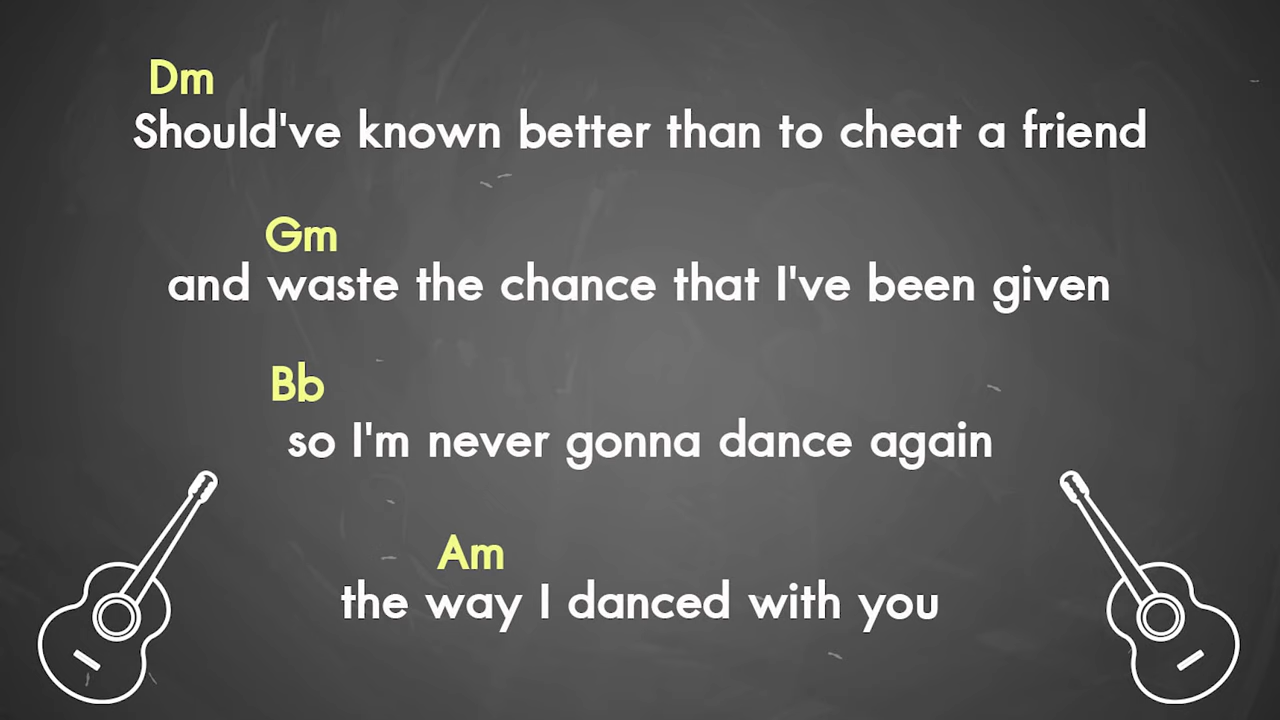 Dm
Should've known better than to cheat a friend
Gm
and waste the chance that I've been given
Bb
so I'm never gonna dance again
Am
the way I danced with you